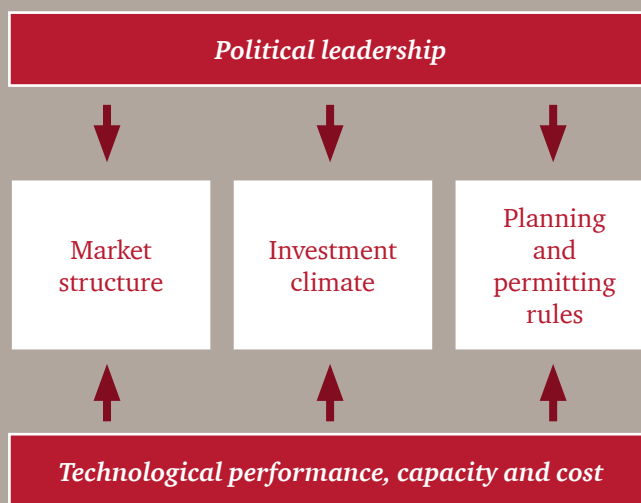 Political leadership
Market
structure
Investment
climate
Planning
and
permitting
rules
Technological performance, capacity and cost